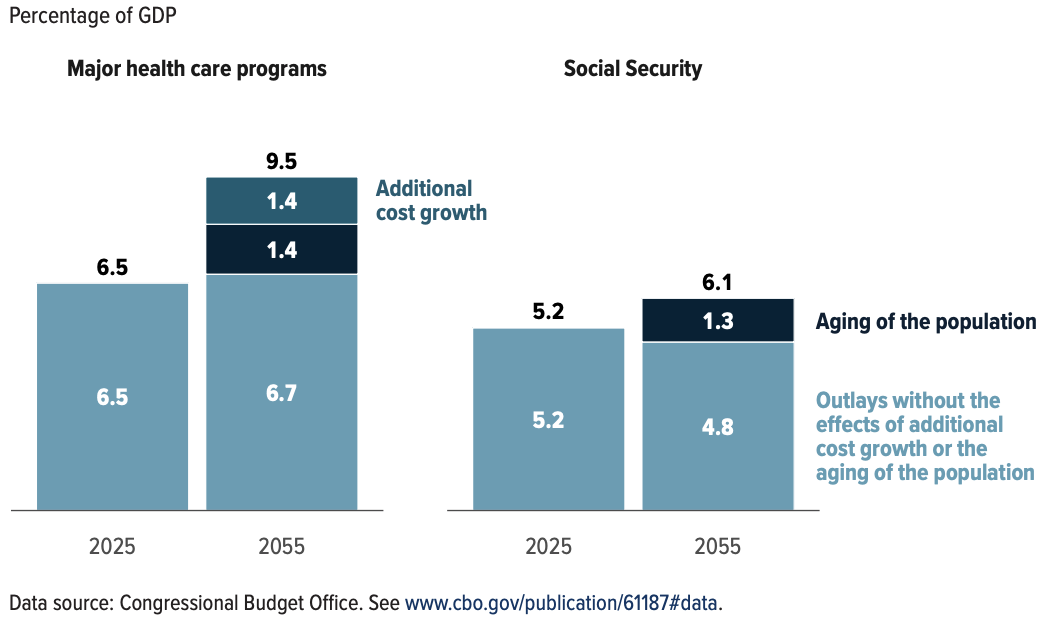 Percentage of GDP
Major health care programs
9.5
1.4
Additional
cost growth
1.4
6.5
6.5
6.7
2025
2055
Social Security
6.1
5.2
1.3
Aging of the population
5.2
4.8
Outlays without the
effects of additional
cost growth or the
aging of the population
2025
2055
Data source: Congressional Budget Office. See www.cbo.gov/publication/61187#data.